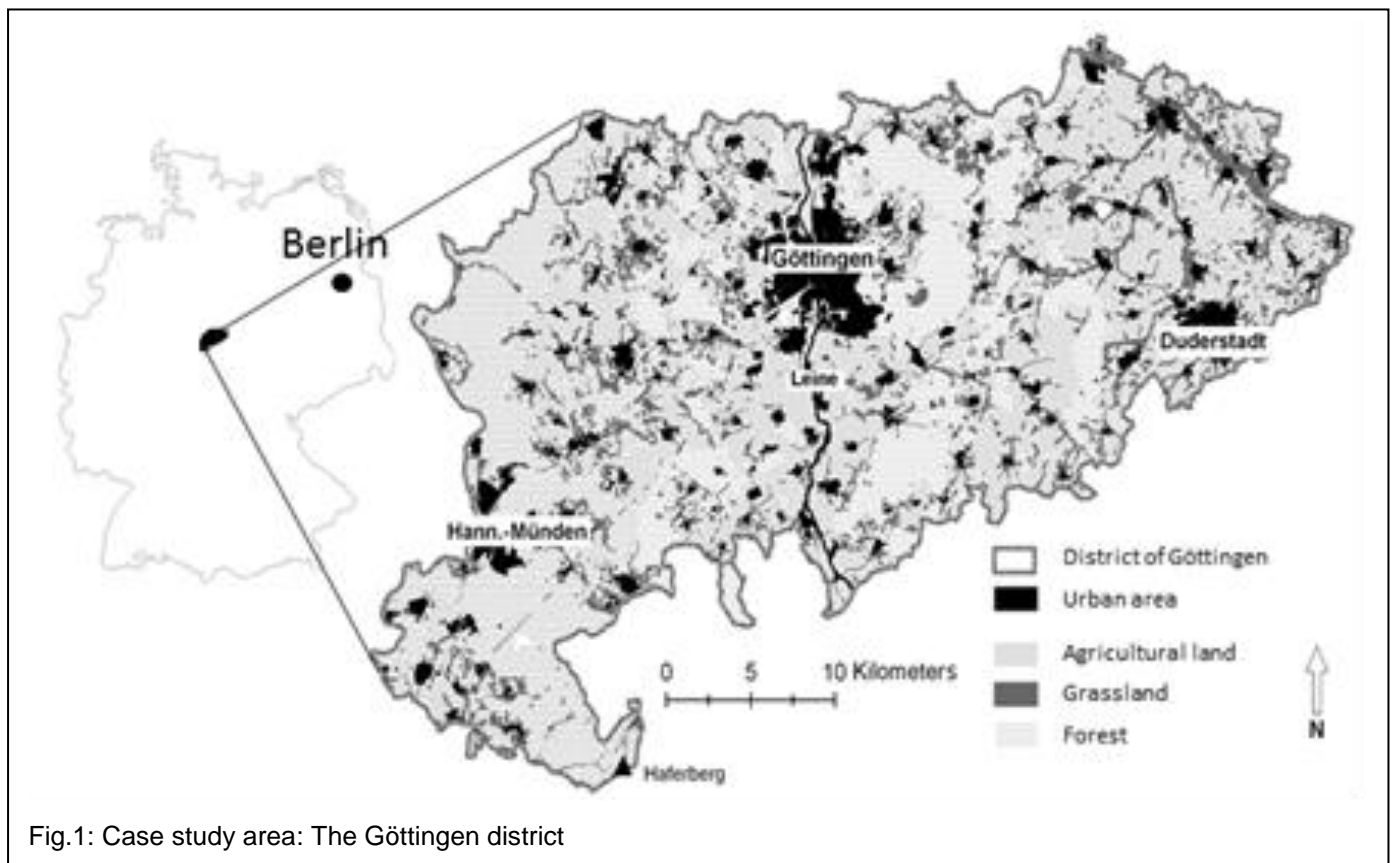 Berlin
Göttingen
Duderstadt
Leine
Hann.-Münden
District of Göttingen
Urban area
Agricultural land
Grassland
Forest
0 5 10 Kilometers
N
Haferberg
Fig.1: Case study area: The Göttingen district